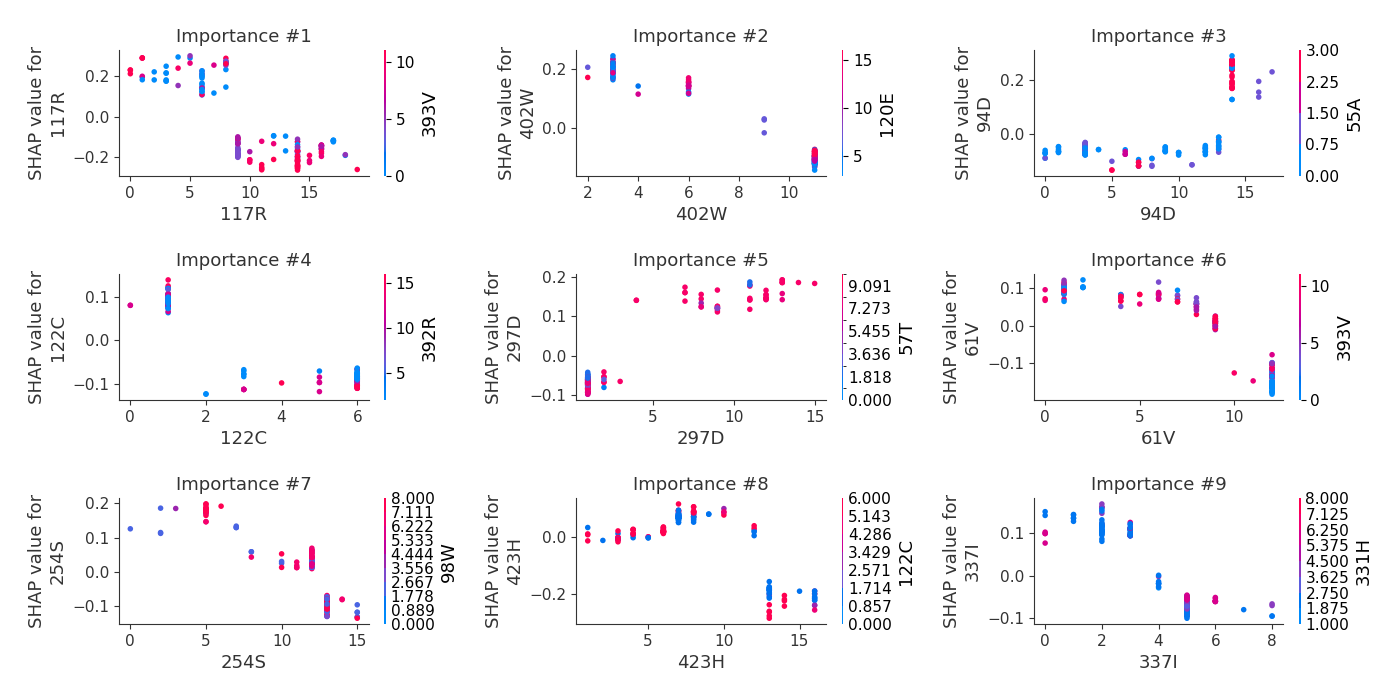 Importance #1
SHAP value for
117R
0.2
0.0
−0.2
0 5 10 15
117R
10
5
0
393V
Importance #2
SHAP value for
402W
0.2
0.0
2 4 6 8 10
402W
15
10
5
120E
Importance #3
SHAP value for
94D
0.2
0.0
0 5 10 15
94D
3.00
2.25
1.50
0.75
0.00
55A
Importance #4
SHAP value for
122C
0.1
0.0
−0.1
0 2 4 6
122C
15
10
5
392R
Importance #5
SHAP value for
297D
0.2
0.1
0.0
−0.1
5 10 15
297D
9.091
7.273
5.455
3.636
1.818
0.000
57T
Importance #6
SHAP value for
61V
0.1
0.0
−0.1
0 5 10
61V
10
5
0
393V
Importance #7
SHAP value for
254S
0.2
0.1
0.0
−0.1
0 5 10 15
254S
8.000
7.111
6.222
5.333
4.444
3.556
2.667
1.778
0.889
0.000
98W
Importance #8
SHAP value for
423H
0.0
−0.2
5 10 15
423H
6.000
5.143
4.286
3.429
2.571
1.714
0.857
0.000
122C
Importance #9
SHAP value for
337I
0.1
0.0
−0.1
0 2 4 6 8
337I
8.000
7.125
6.250
5.375
4.500
3.625
2.750
1.875
1.000
331H